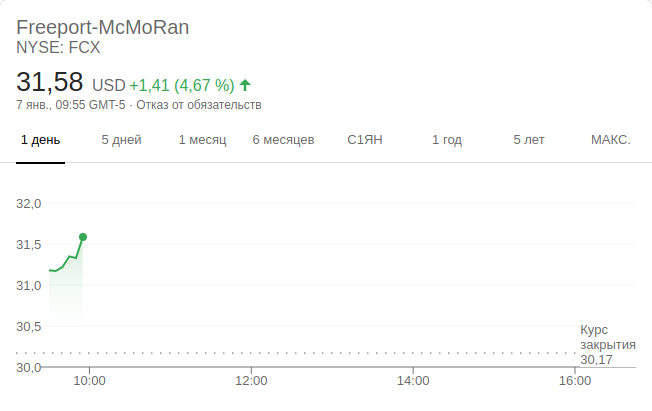 Freeport-McMoRan
NYSE: FCX
31,58 USD +1,41 (4,67 %)
7 янв., 09:55 GMT-5 · Отказ от обязательств
1 день 5 дней 1 месяц 6 месяцев С1ЯН 1 год 5 лет МАКС.
32,0
31,5
31,0
30,5
Курс
закрытия
30,17
30,0
10:00 12:00 14:00 16:00